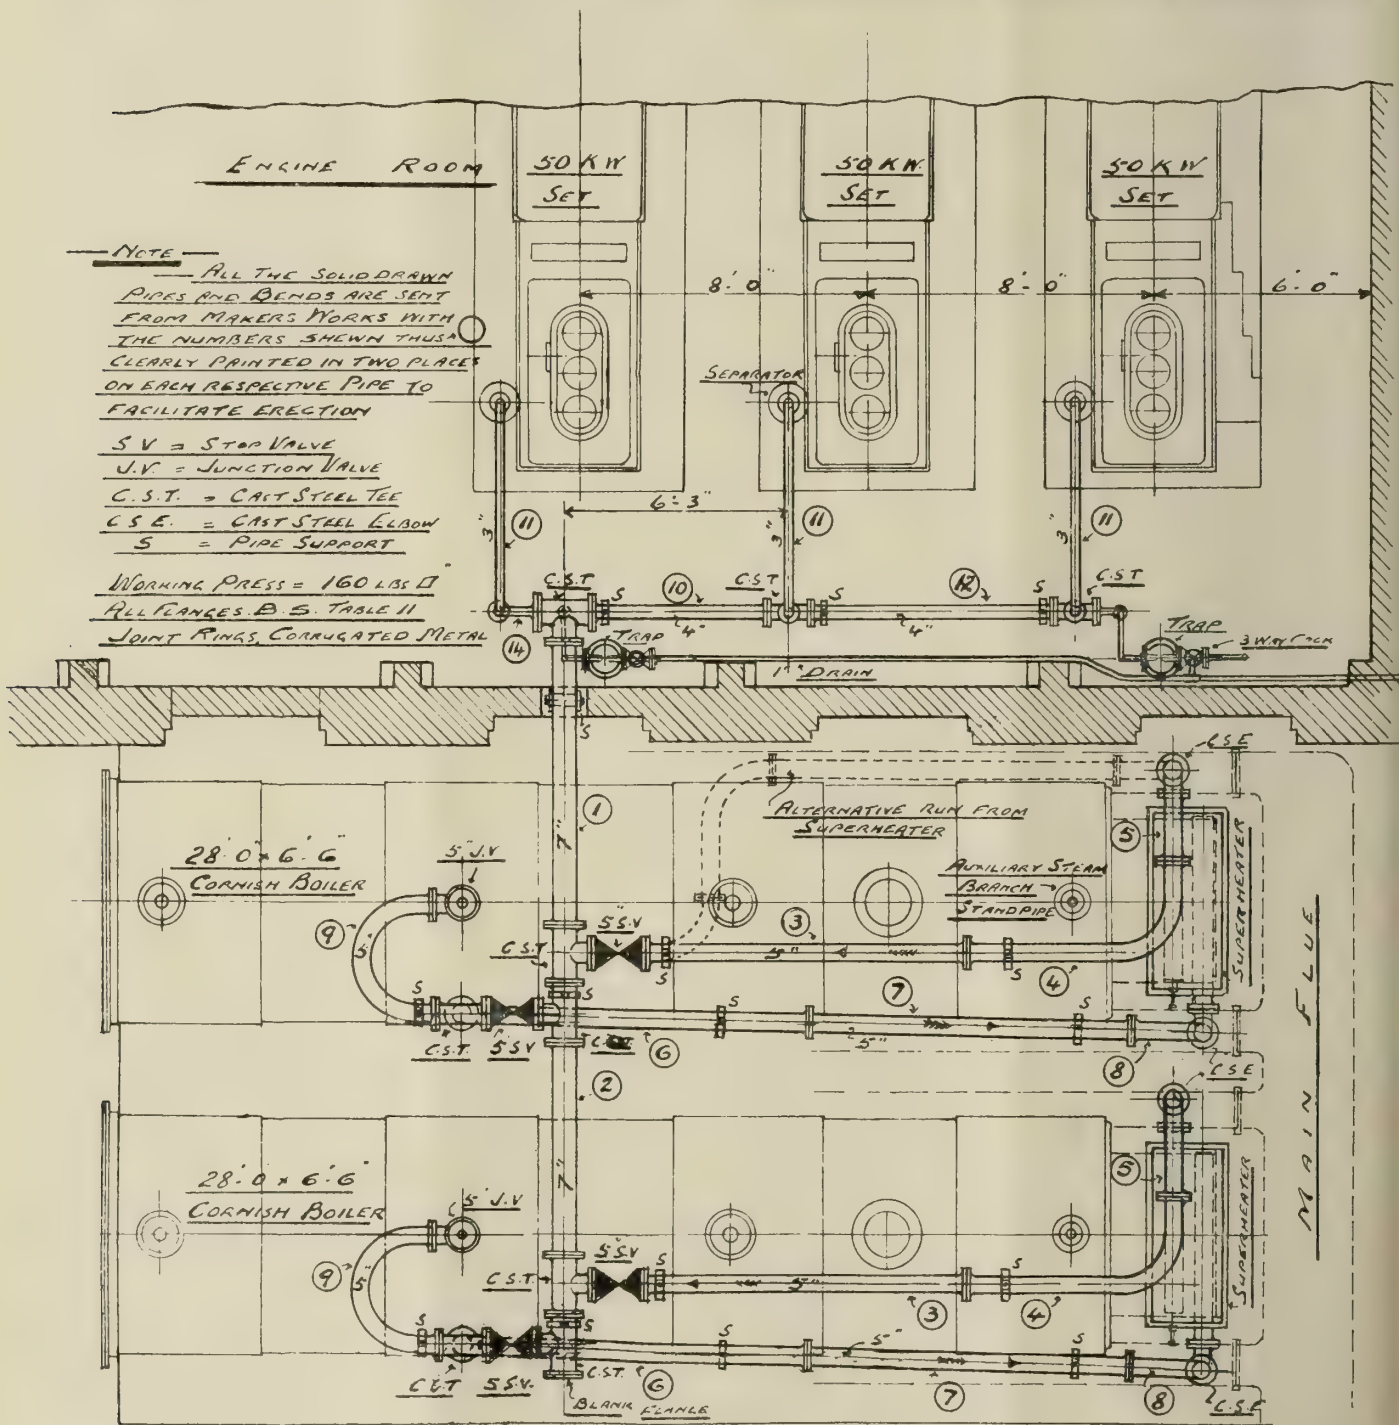 ENGINE ROOM
50 KW
SET
50 KW.
SET
50 KW
SET
8'-0"
8'-0"
6'-0"
NOTE
ALL THE SOLID DRAWN
PIPES AND BENDS ARE SENT
FROM MAKERS WORKS WITH
THE NUMBERS SHEWN THUS
CLEARLY PAINTED IN TWO PLACES
ON EACH RESPECTIVE PIPE TO
FACILITATE ERECTION
S V = STOP VALVE
J.V. = JUNCTION VALVE
C.S.T. = CAST STEEL TEE
C S E. = CAST STEEL ELBOW
S = PIPE SUPPORT
WORKING PRESS = 160 LBS □"
ALL FLANGES. B.S. TABLE 11
JOINT RINGS, CORRUGATED METAL
SEPARATOR
6'-3"
3"
11
3"
11
3"
11
C.S.T
S
10
C.S.T
S
12
S
C.S.T
4"
4"
14
TRAP
TRAP
3 WAY COCK
1" DRAIN
S
C.S.E
ALTERNATIVE RUN FROM
SUPERHEATER
1
7"
5
SUPERHEATER
28'-0" x 6'-6"
CORNISH BOILER
5" J.V
AUXILIARY STEAM
BRANCH
STANDPIPE
9
5"
5" S.V
3
C.S.T
5"
S
S
4
S
S
7
S
S
C.S.T.
5 S V
C.S.T
6
5"
8
C S E
2
MAIN FLUE
28'-0" x 6'-6"
CORNISH BOILER
5" J.V
7"
5
SUPERHEATER
9
5"
5" S.V
S
C.S.T
5"
S
3
4
S
S
S
5"
S
C.S.T
5 S.V.
C.S.T.
6
7
8
C.S.E
BLANK FLANGE